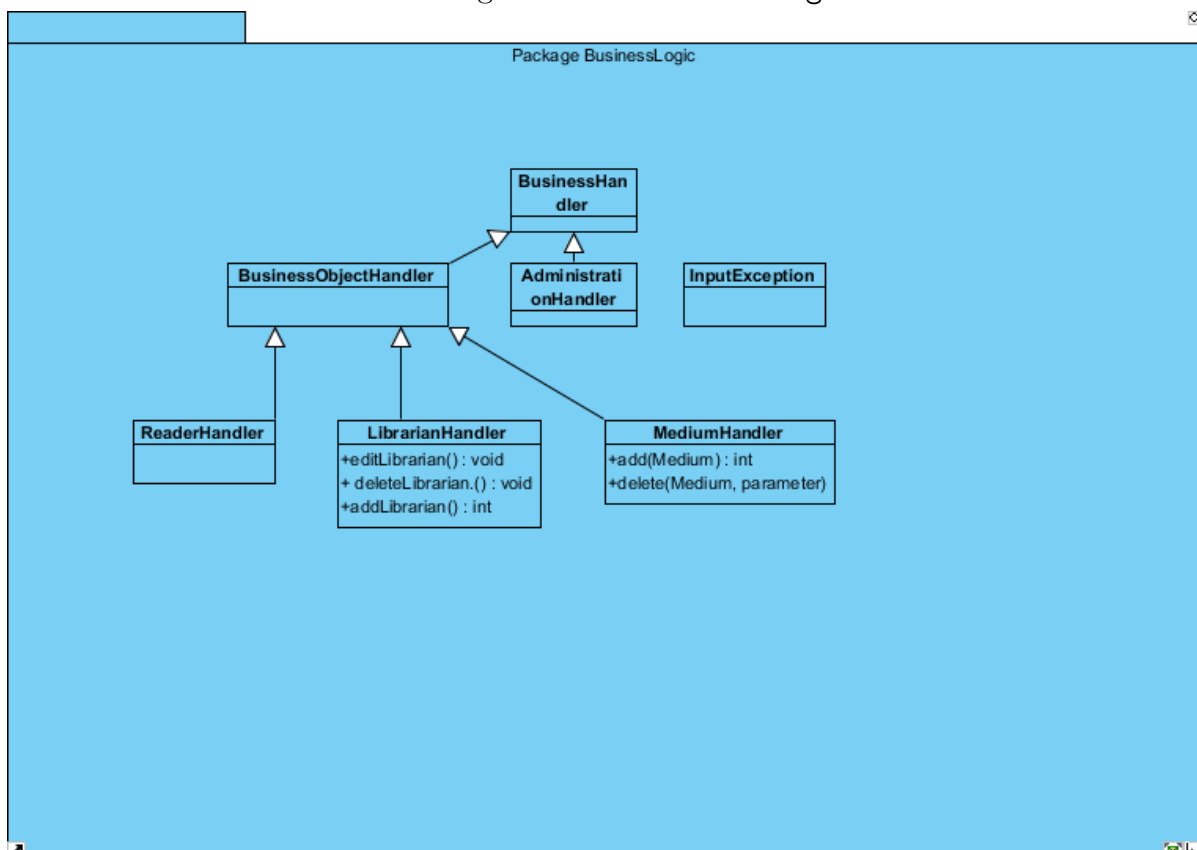 Package BusinessLogic
BusinessHan
dler
BusinessObjectHandler
Administrati
onHandler
InputException
ReaderHandler
LibrarianHandler
+editLibrarian() : void
+ deleteLibrarian.() : void
+addLibrarian() : int
MediumHandler
+add(Medium) : int
+delete(Medium, parameter)